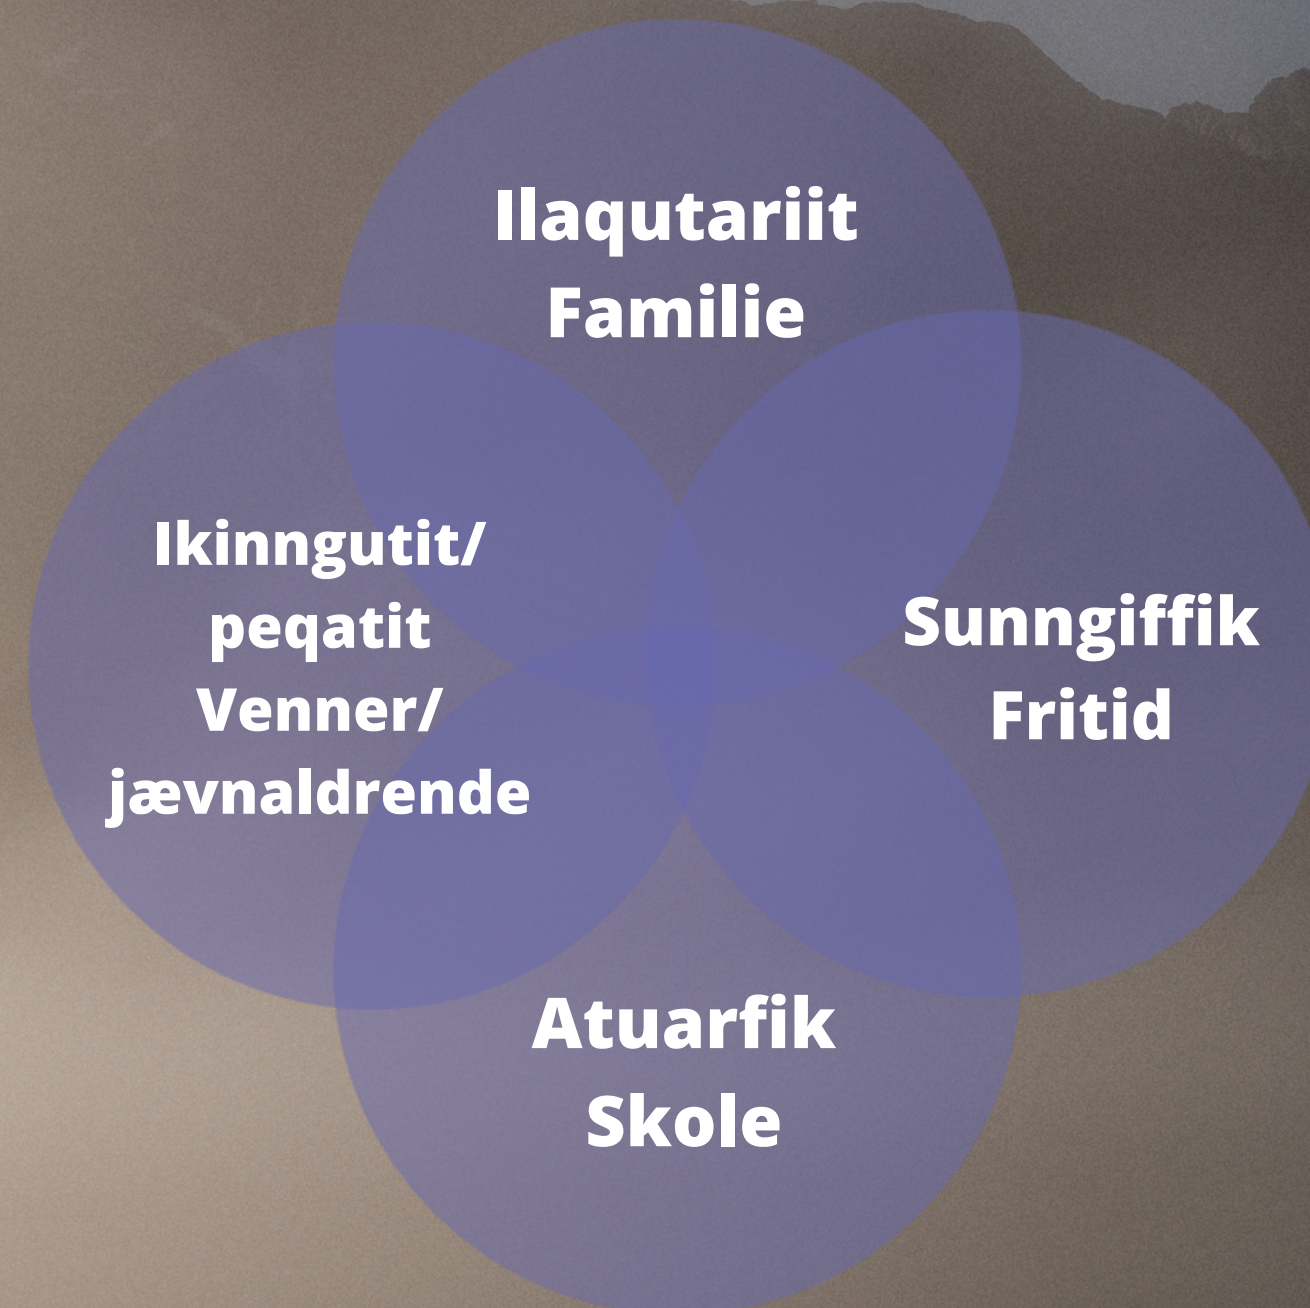 Ilaqutariit
Familie
Ikinngutit/
peqatit
Venner/
jævnaldrende
Sunngiffik
Fritid
Atuarfik
Skole